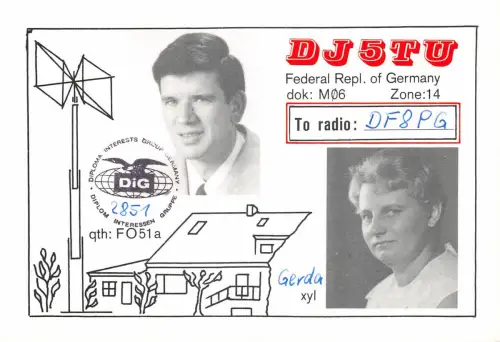 DJ5TU
Federal Repl. of Germany
dok: MØ6 Zone:14
To radio: DF8PG
DIPLOMA INTERESTS GROUP GERMANY
DIG
2851
DIPLOM INTERESSEN GRUPPE
qth: FO51a
Gerda
xyl